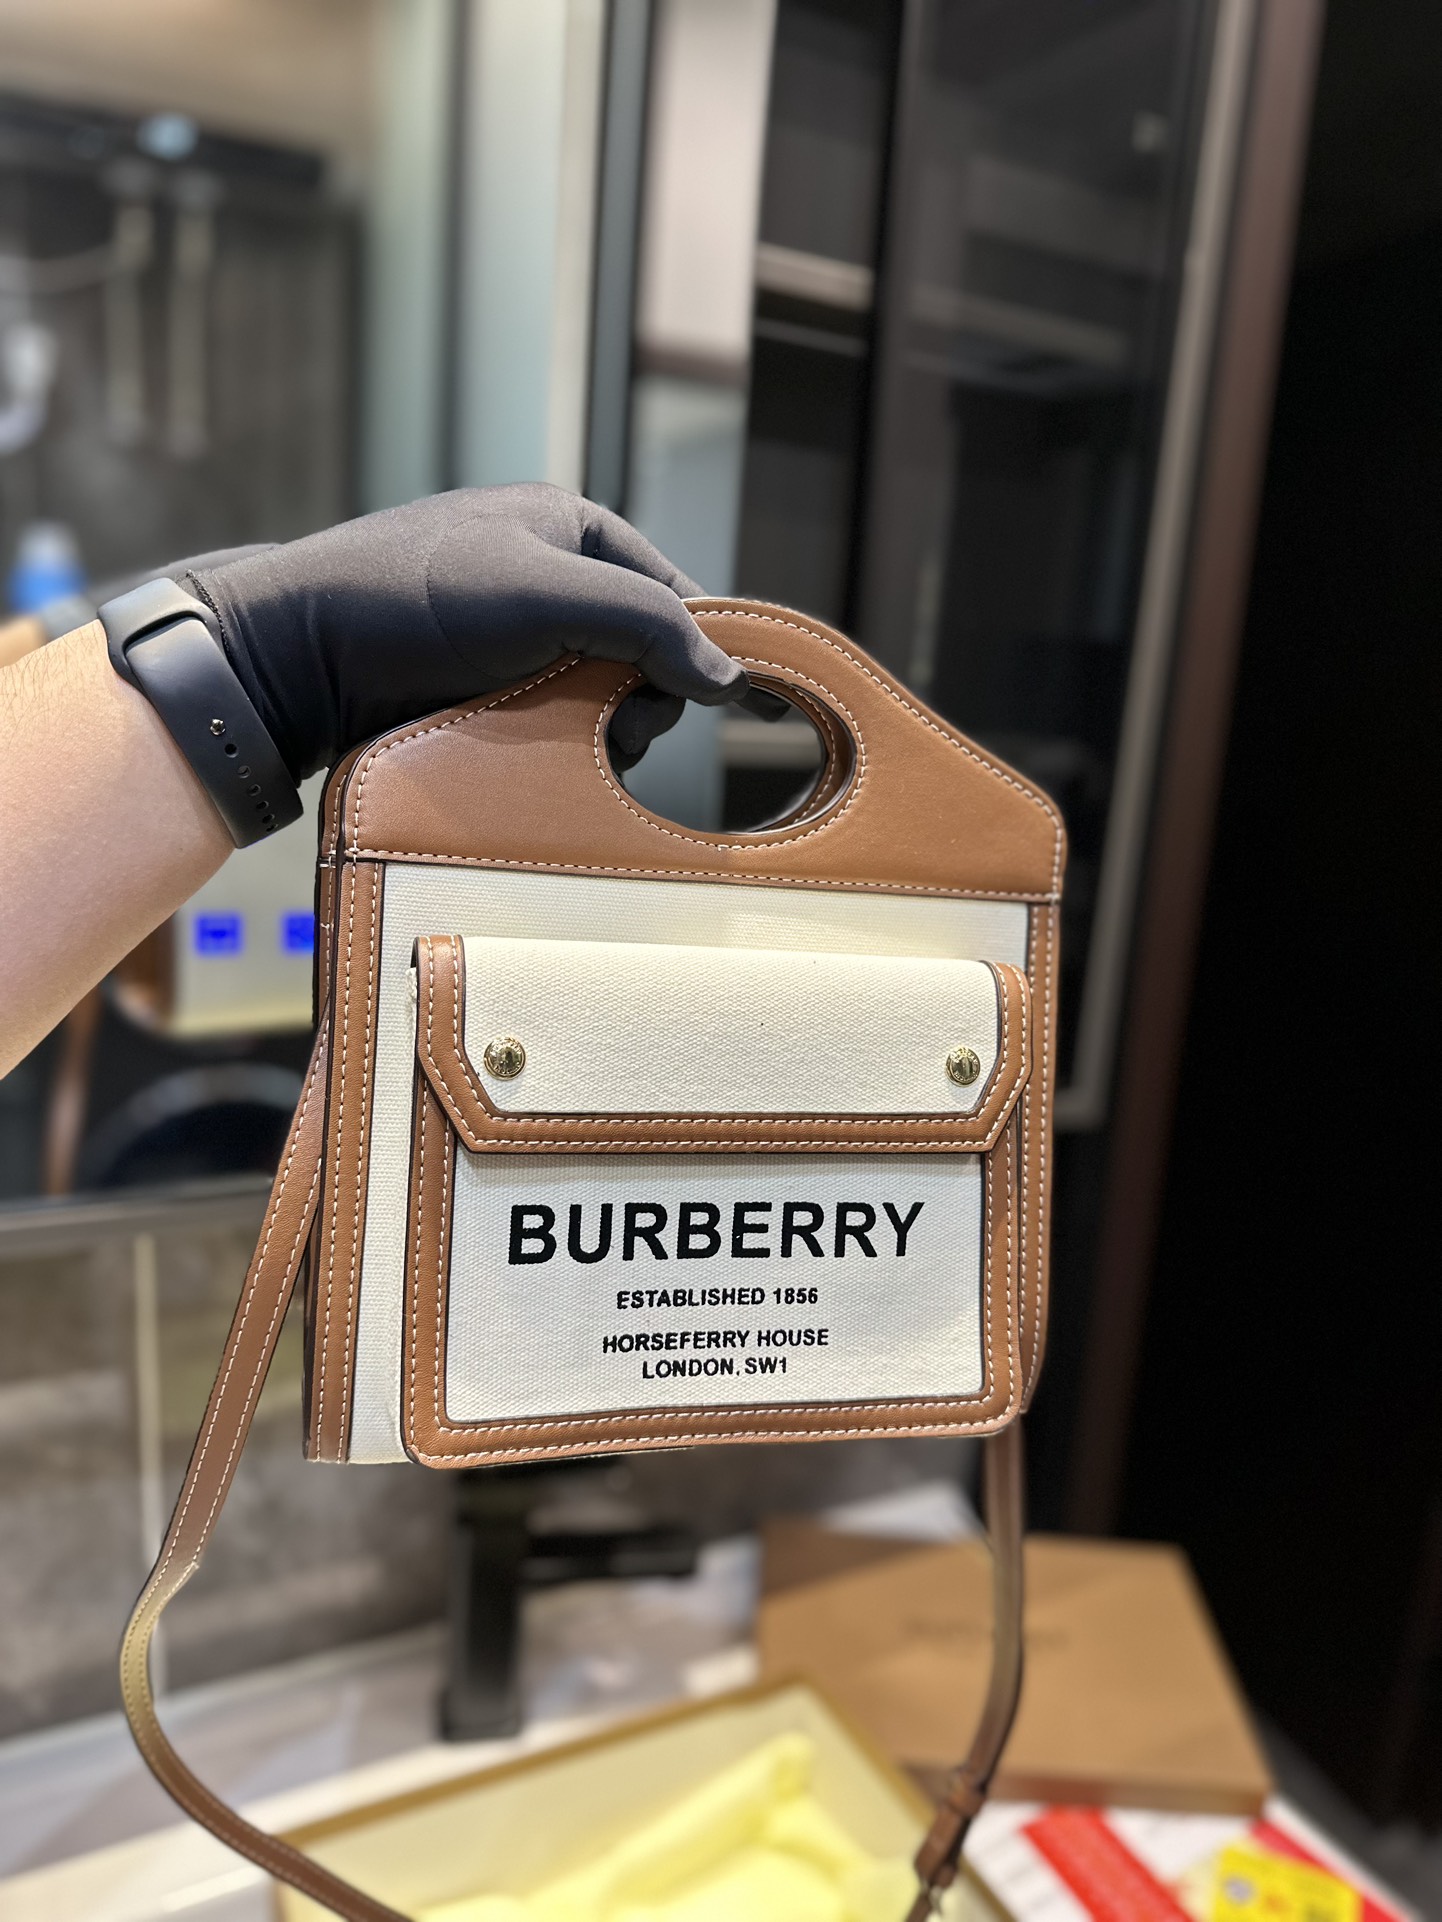 BURBERRY
ESTABLISHED 1856
HORSEFERRY HOUSE
LONDON, SW1